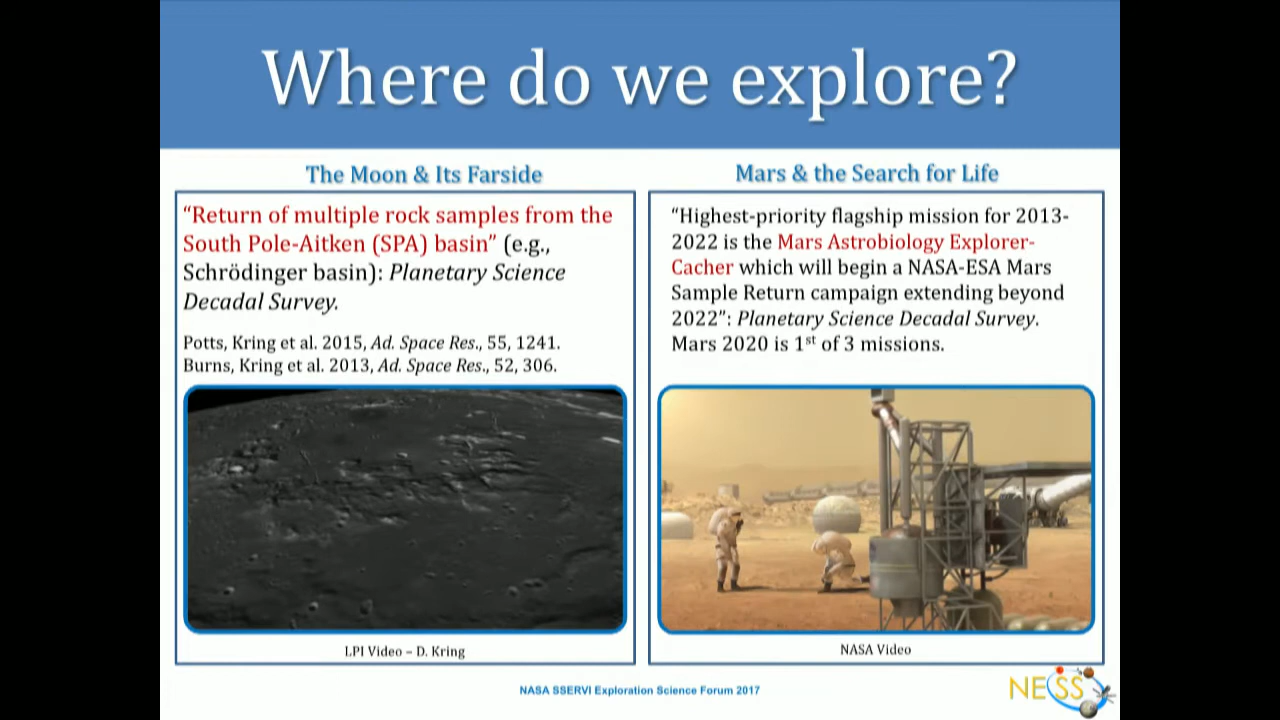 Where do we explore?
The Moon & Its Farside
“Return of multiple rock samples from the
South Pole-Aitken (SPA) basin” (e.g.,
Schrödinger basin): Planetary Science
Decadal Survey.
Potts, Kring et al. 2015, Ad. Space Res., 55, 1241.
Burns, Kring et al. 2013, Ad. Space Res., 52, 306.
LPI Video – D. Kring
Mars & the Search for Life
“Highest-priority flagship mission for 2013-
2022 is the Mars Astrobiology Explorer-
Cacher which will begin a NASA-ESA Mars
Sample Return campaign extending beyond
2022”: Planetary Science Decadal Survey.
Mars 2020 is 1st of 3 missions.
NASA Video
NASA SSERVI Exploration Science Forum 2017
NESS